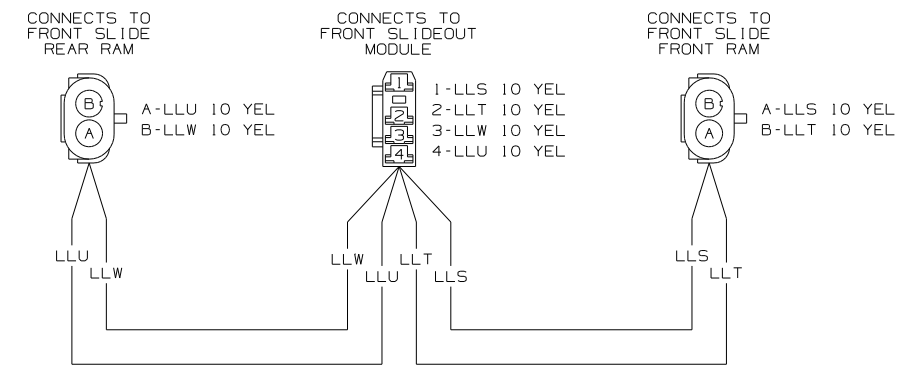 CONNECTS TO
FRONT SLIDE
REAR RAM
B
A
A-LLU 10 YEL
B-LLW 10 YEL
CONNECTS TO
FRONT SLIDEOUT
MODULE
1
2
3
4
1-LLS 10 YEL
2-LLT 10 YEL
3-LLW 10 YEL
4-LLU 10 YEL
CONNECTS TO
FRONT SLIDE
FRONT RAM
B
A
A-LLS 10 YEL
B-LLT 10 YEL
LLU
LLW
LLW
LLU
LLT
LLS
LLS
LLT